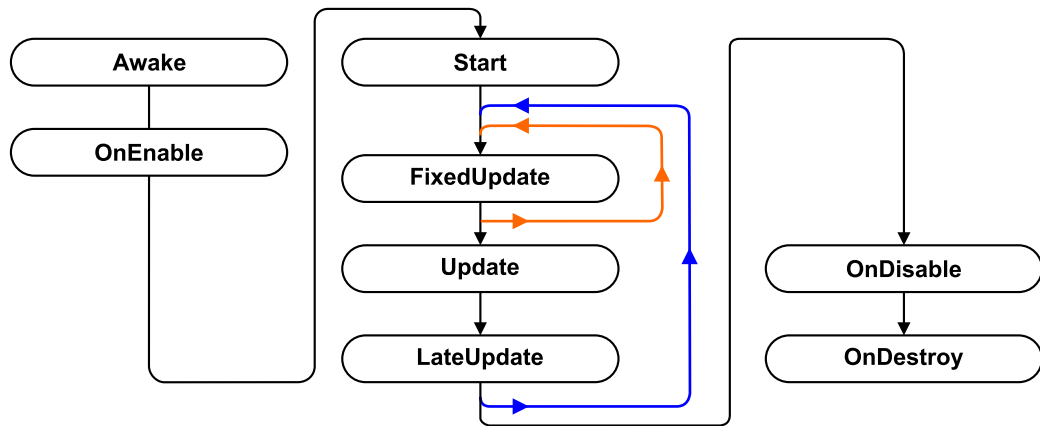 Awake
OnEnable
Start
FixedUpdate
Update
LateUpdate
OnDisable
OnDestroy